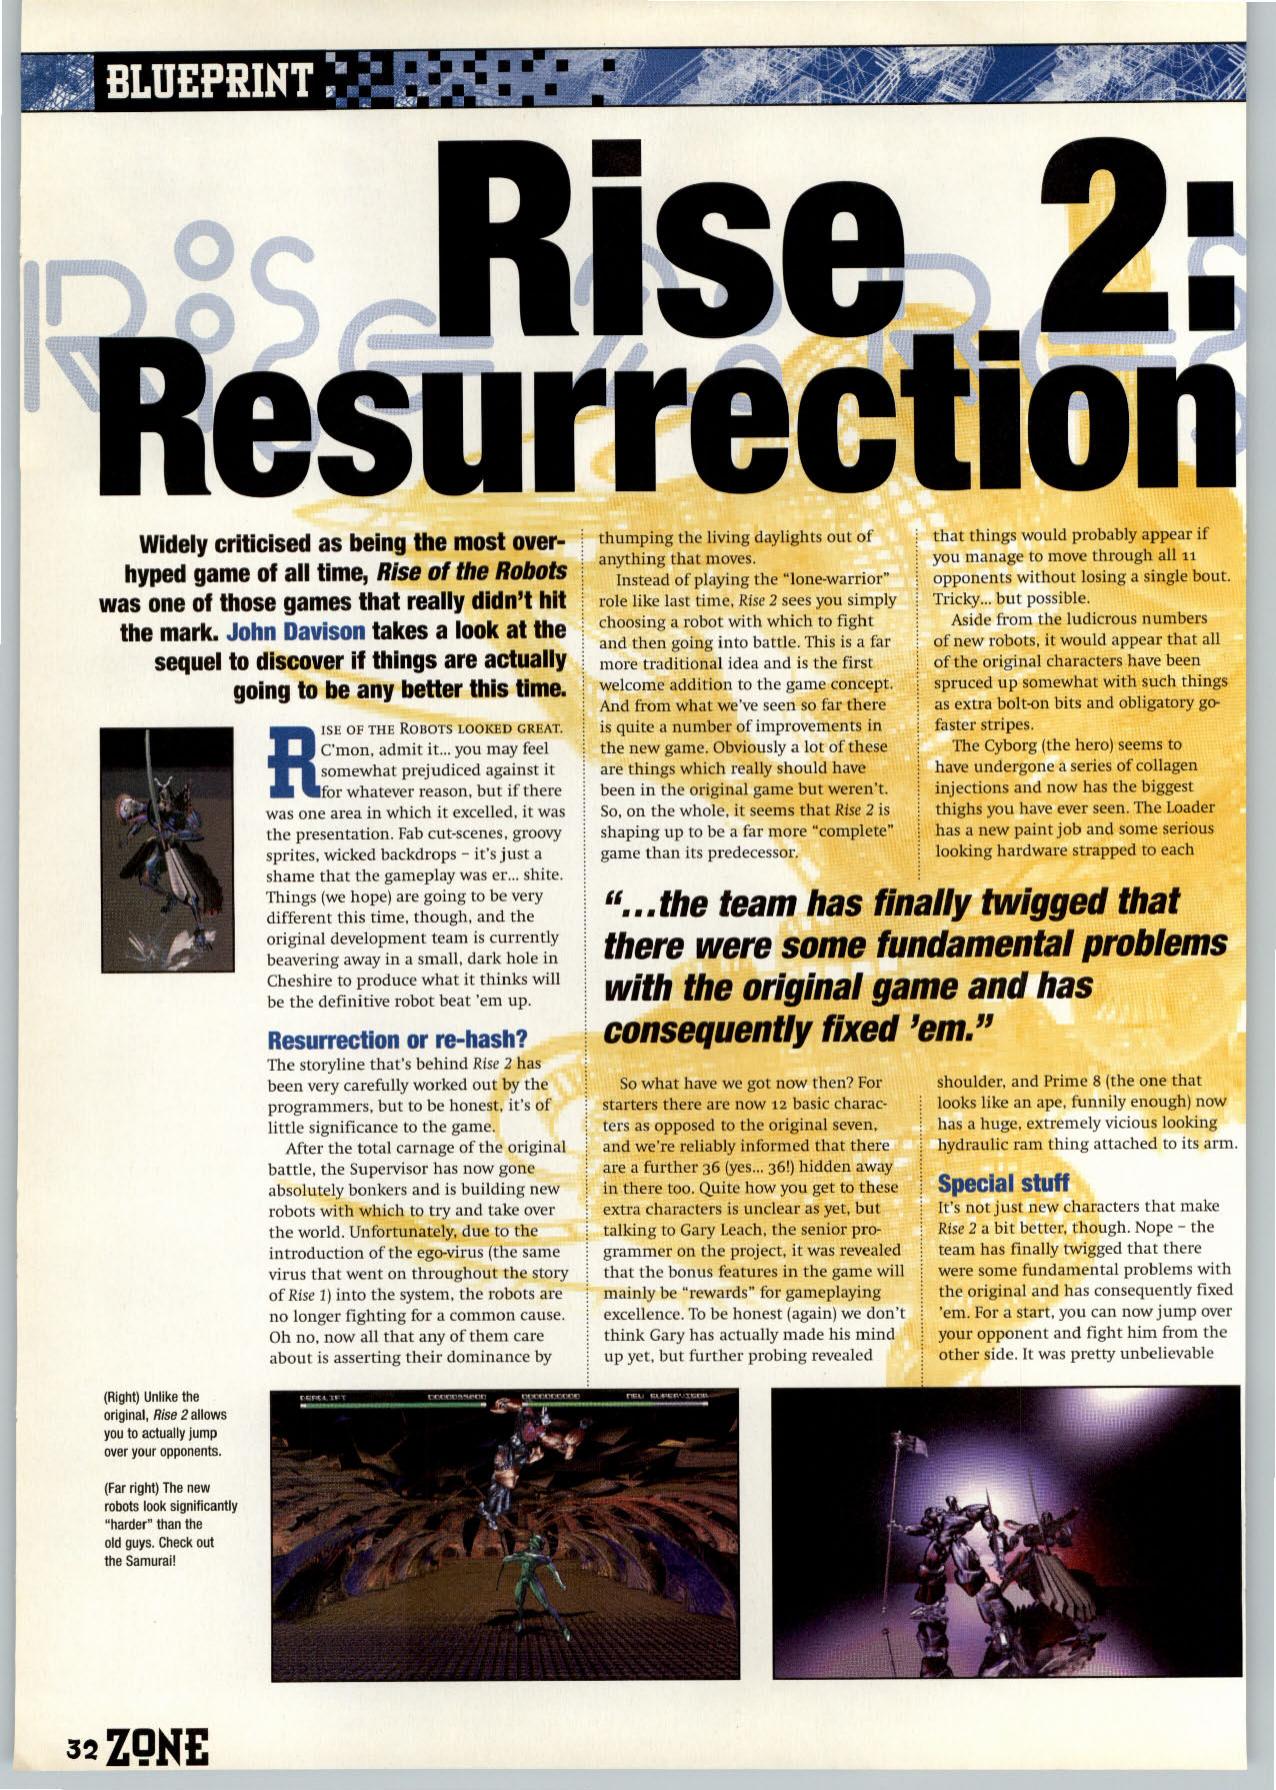 BLUEPRINT
Rise 2:
Resurrection
Widely criticised as being the most over-
hyped game of all time, Rise of the Robots
was one of those games that really didn't hit
the mark. John Davison takes a look at the
sequel to discover if things are actually
going to be any better this time.
RISE OF THE ROBOTS LOOKED GREAT.
C'mon, admit it... you may feel
somewhat prejudiced against it
for whatever reason, but if there
was one area in which it excelled, it was
the presentation. Fab cut-scenes, groovy
sprites, wicked backdrops – it's just a
shame that the gameplay was er... shite.
Things (we hope) are going to be very
different this time, though, and the
original development team is currently
beavering away in a small, dark hole in
Cheshire to produce what it thinks will
be the definitive robot beat 'em up.
Resurrection or re-hash?
The storyline that's behind Rise 2 has
been very carefully worked out by the
programmers, but to be honest, it's of
little significance to the game.
After the total carnage of the original
battle, the Supervisor has now gone
absolutely bonkers and is building new
robots with which to try and take over
the world. Unfortunately, due to the
introduction of the ego-virus (the same
virus that went on throughout the story
of Rise 1) into the system, the robots are
no longer fighting for a common cause.
Oh no, now all that any of them care
about is asserting their dominance by
thumping the living daylights out of
anything that moves.
Instead of playing the "lone-warrior"
role like last time, Rise 2 sees you simply
choosing a robot with which to fight
and then going into battle. This is a far
more traditional idea and is the first
welcome addition to the game concept.
And from what we've seen so far there
is quite a number of improvements in
the new game. Obviously a lot of these
are things which really should have
been in the original game but weren't.
So, on the whole, it seems that Rise 2 is
shaping up to be a far more "complete"
game than its predecessor.
"...the team has finally twigged that
there were some fundamental problems
with the original game and has
consequently fixed 'em."
So what have we got now then? For
starters there are now 12 basic charac-
ters as opposed to the original seven,
and we're reliably informed that there
are a further 36 (yes... 36!) hidden away
in there too. Quite how you get to these
extra characters is unclear as yet, but
talking to Gary Leach, the senior pro-
grammer on the project, it was revealed
that the bonus features in the game will
mainly be "rewards" for gameplaying
excellence. To be honest (again) we don't
think Gary has actually made his mind
up yet, but further probing revealed
that things would probably appear if
you manage to move through all 11
opponents without losing a single bout.
Tricky... but possible.
Aside from the ludicrous numbers
of new robots, it would appear that all
of the original characters have been
spruced up somewhat with such things
as extra bolt-on bits and obligatory go-
faster stripes.
The Cyborg (the hero) seems to
have undergone a series of collagen
injections and now has the biggest
thighs you have ever seen. The Loader
has a new paint job and some serious
looking hardware strapped to each
shoulder, and Prime 8 (the one that
looks like an ape, funnily enough) now
has a huge, extremely vicious looking
hydraulic ram thing attached to its arm.
Special stuff
It's not just new characters that make
Rise 2 a bit better, though. Nope – the
team has finally twigged that there
were some fundamental problems with
the original and has consequently fixed
'em. For a start, you can now jump over
your opponent and fight him from the
other side. It was pretty unbelievable
(Right) Unlike the
original, Rise 2 allows
you to actually jump
over your opponents.
(Far right) The new
robots look significantly
"harder" than the
old guys. Check out
the Samurai!
32 ZONE